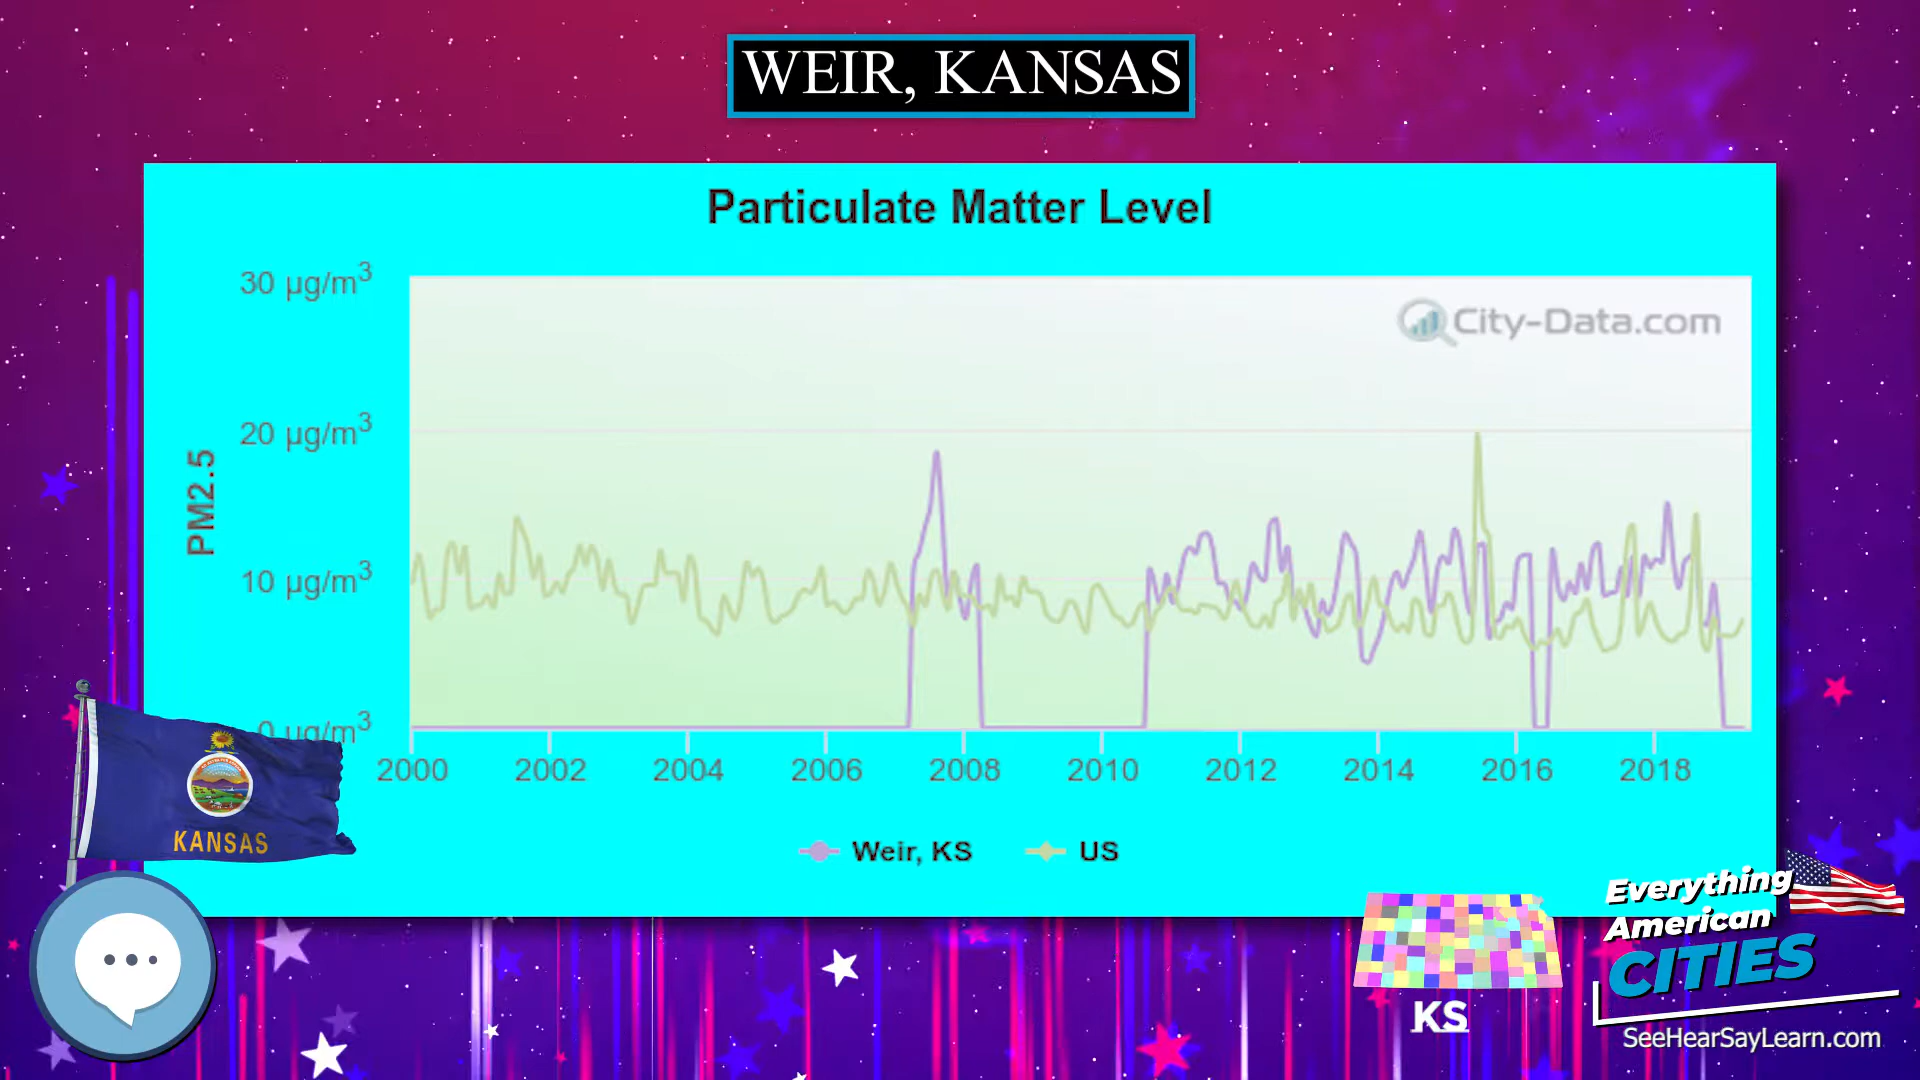 WEIR, KANSAS
Particulate Matter Level
30 µg/m³
20 µg/m³
10 µg/m³
0 µg/m³
PM2.5
City-Data.com
2000 2002 2004 2006 2008 2010 2012 2014 2016 2018
Weir, KS US
KANSAS
KS
Everything
American
CITIES
SeeHearSayLearn.com